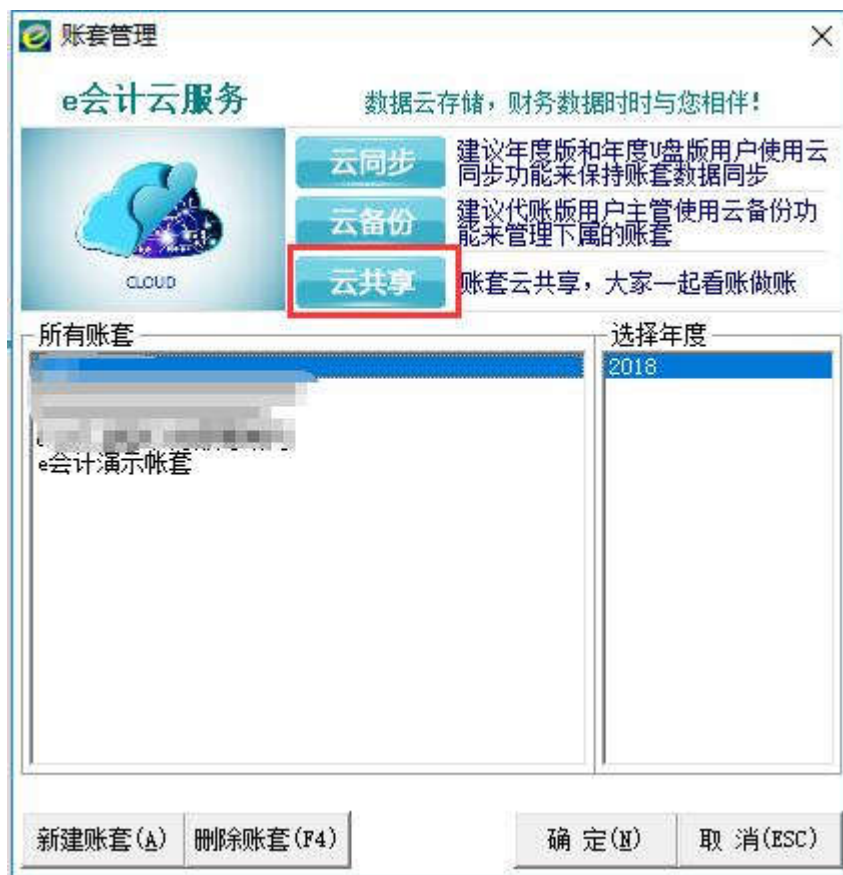 账套管理
e会计云服务
数据云存储，财务数据时时与您相伴！
云同步
建议年度版和年度U盘版用户使用云
同步功能来保持账套数据同步
云备份
建议代账版用户主管使用云备份功
能来管理下属的账套
CLOUD
云共享
账套云共享，大家一起看账做账
所有账套
选择年度
2018
e会计演示帐套
新建账套(A)
删除账套(F4)
确 定(N)
取 消(ESC)